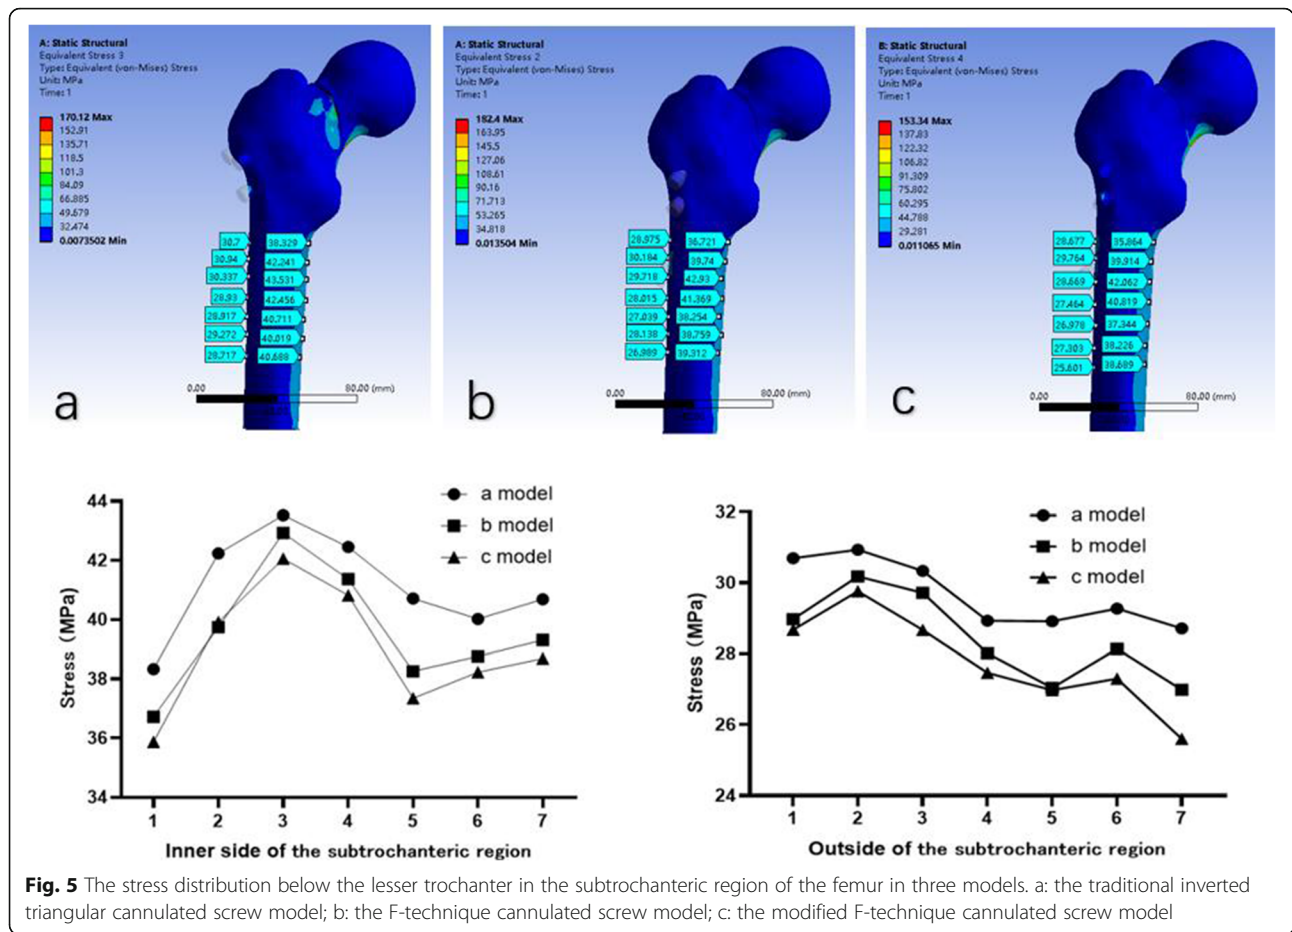 A: Static Structural
Equivalent Stress 3
Type: Equivalent (von-Mises) Stress
Unit: MPa
Time: 1
170.12 Max
152.91
135.71
118.5
101.3
84.09
66.885
49.679
32.474
0.0073502 Min
30.7 38.329
30.94 42.241
30.337 43.531
28.93 42.456
28.917 40.711
29.272 40.019
28.717 40.688
0.00 80.00 (mm)
a
A: Static Structural
Equivalent Stress 2
Type: Equivalent (von-Mises) Stress
Unit: MPa
Time: 1
182.4 Max
163.95
145.5
127.06
108.61
90.16
71.713
53.265
34.818
0.013504 Min
28.975 36.721
30.184 39.74
29.718 42.93
28.015 41.369
27.039 38.254
28.138 38.759
26.989 39.312
0.00 80.00 (mm)
b
B: Static Structural
Equivalent Stress 4
Type: Equivalent (von-Mises) Stress
Unit: MPa
Time: 1
153.34 Max
137.83
122.32
106.82
91.309
75.802
60.295
44.788
29.281
0.011065 Min
28.677 35.864
29.764 39.914
28.669 42.062
27.464 40.819
26.978 37.344
27.303 38.226
25.601 38.689
0.00 80.00 (mm)
c
Stress (MPa)
44
42
40
38
36
34
a model
b model
c model
1 2 3 4 5 6 7
Inner side of the subtrochanteric region
Stress (MPa)
32
30
28
26
24
a model
b model
c model
1 2 3 4 5 6 7
Outside of the subtrochanteric region
Fig. 5 The stress distribution below the lesser trochanter in the subtrochanteric region of the femur in three models. a: the traditional inverted
triangular cannulated screw model; b: the F-technique cannulated screw model; c: the modified F-technique cannulated screw model